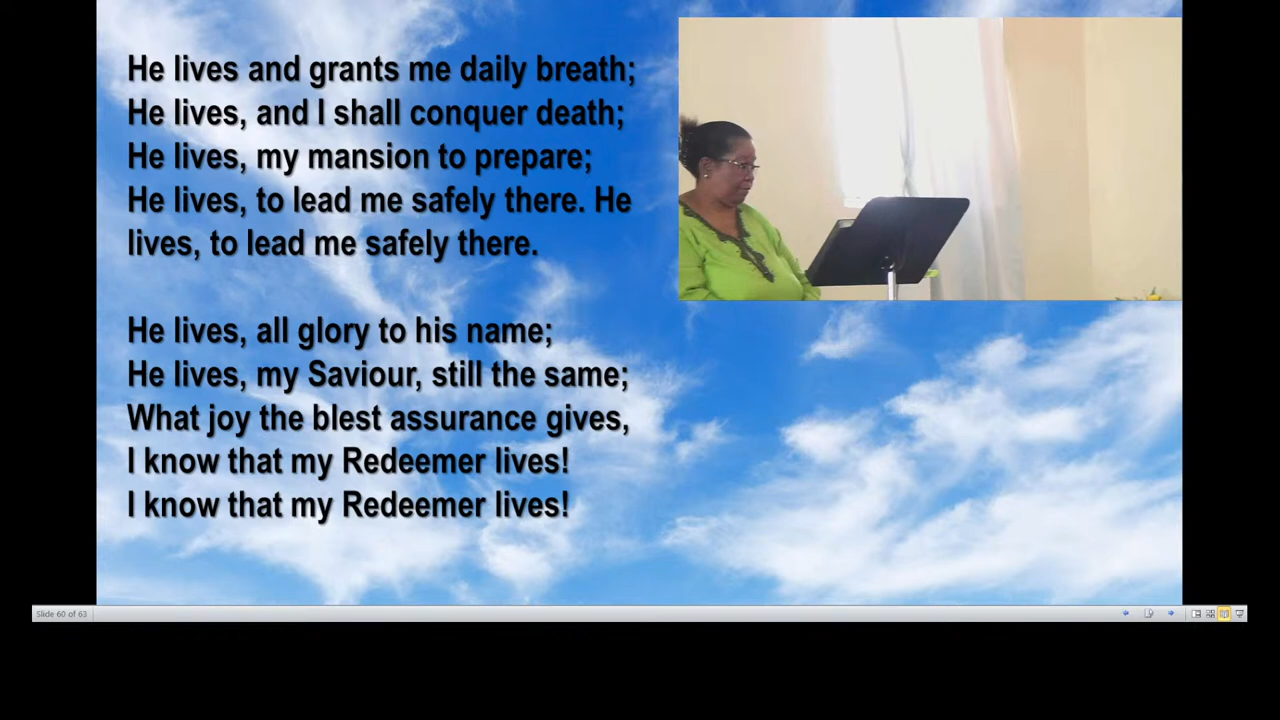 He lives and grants me daily breath;
He lives, and I shall conquer death;
He lives, my mansion to prepare;
He lives, to lead me safely there. He
lives, to lead me safely there.
He lives, all glory to his name;
He lives, my Saviour, still the same;
What joy the blest assurance gives,
I know that my Redeemer lives!
I know that my Redeemer lives!
Slide 60 of 63